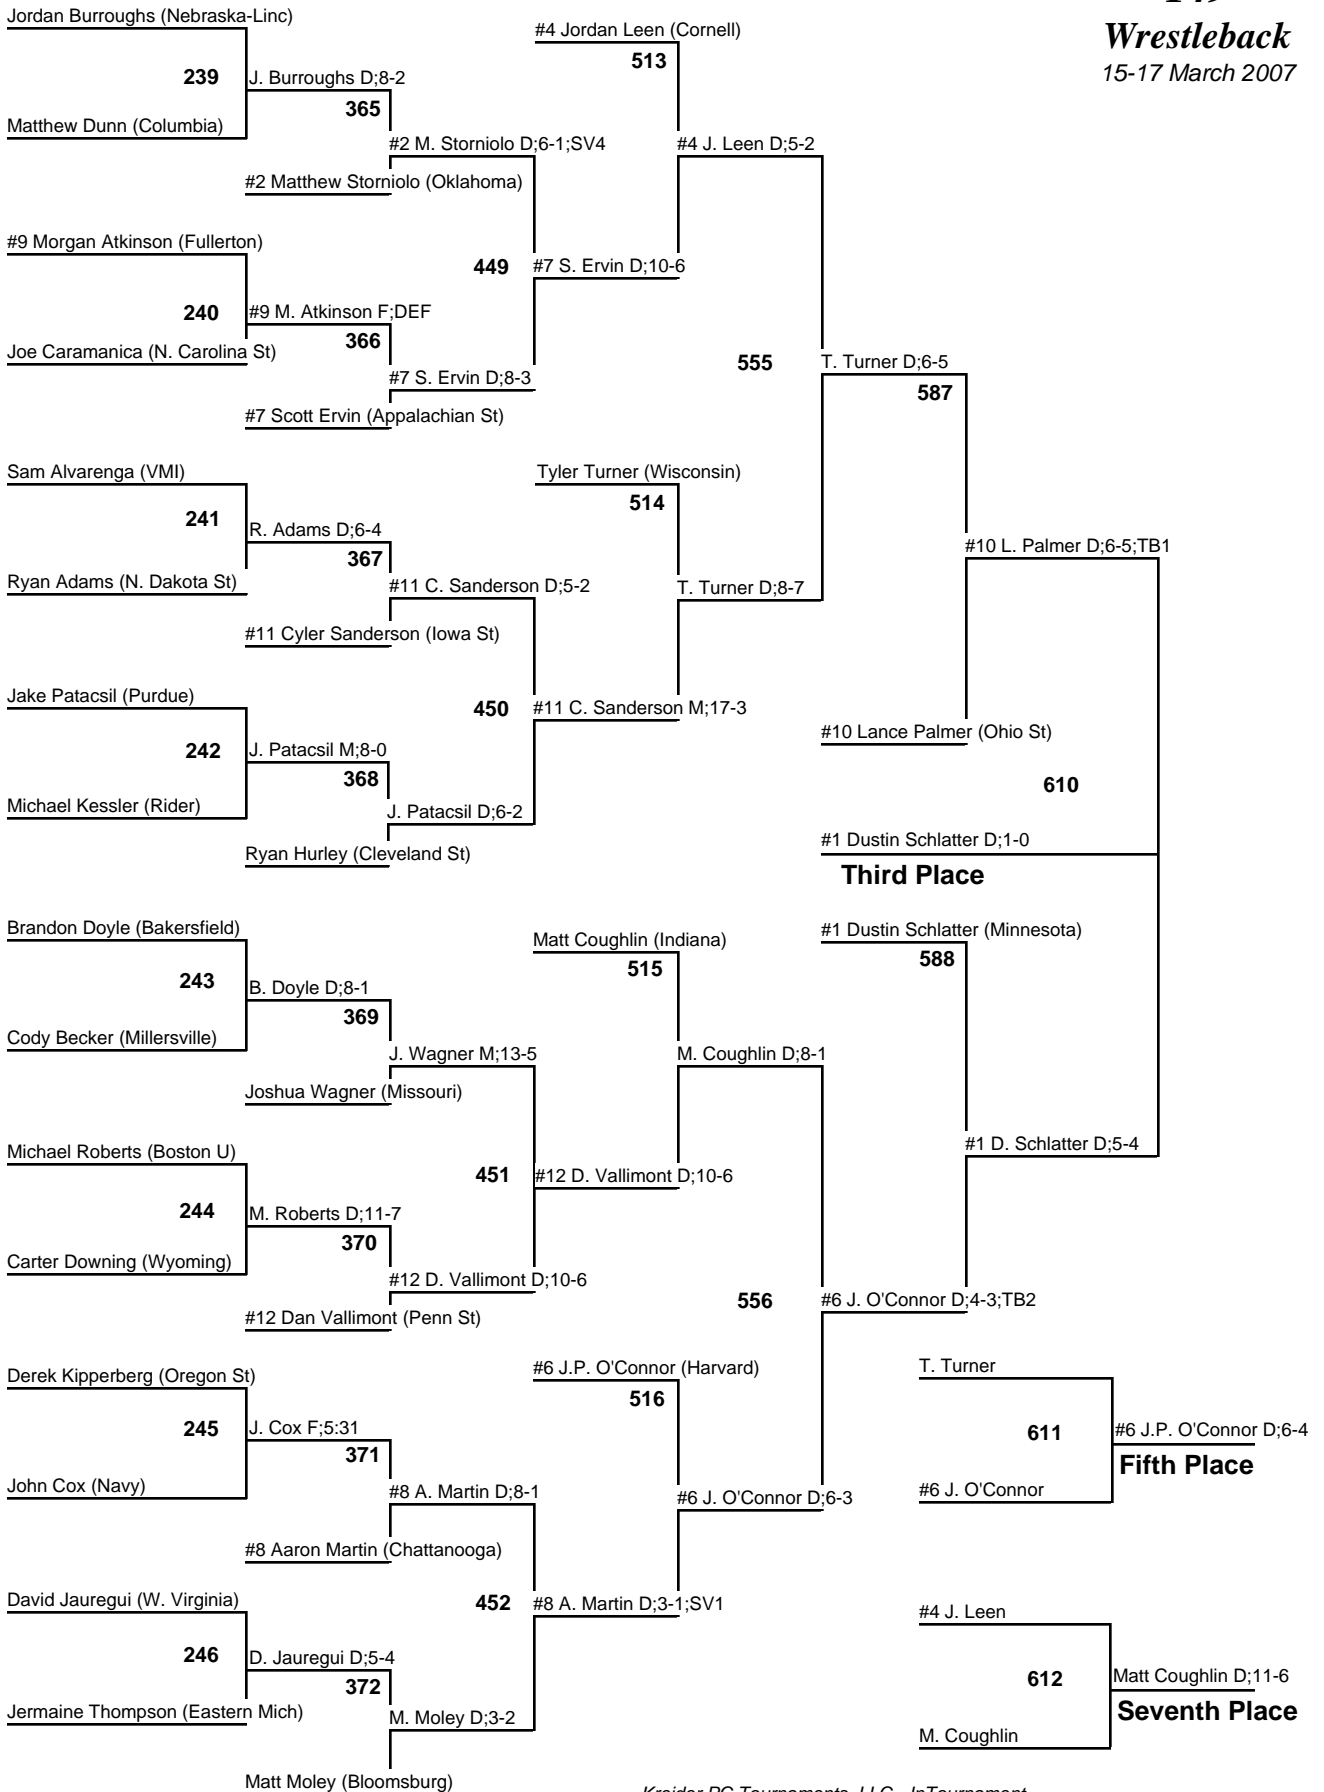 Jordan Burroughs (Nebraska-Linc)
#4 Jordan Leen (Cornell)
Wrestleback
513
15-17 March 2007
239
J. Burroughs D;8-2
365
Matthew Dunn (Columbia)
#2 M. Storniolo D;6-1;SV4
#4 J. Leen D;5-2
#2 Matthew Storniolo (Oklahoma)
#9 Morgan Atkinson (Fullerton)
449
#7 S. Ervin D;10-6
240
#9 M. Atkinson F;DEF
366
Joe Caramanica (N. Carolina St)
555
T. Turner D;6-5
#7 S. Ervin D;8-3
587
#7 Scott Ervin (Appalachian St)
Sam Alvarenga (VMI)
Tyler Turner (Wisconsin)
514
241
R. Adams D;6-4
367
#10 L. Palmer D;6-5;TB1
Ryan Adams (N. Dakota St)
#11 C. Sanderson D;5-2
T. Turner D;8-7
#11 Cyler Sanderson (Iowa St)
Jake Patacsil (Purdue)
450
#11 C. Sanderson M;17-3
#10 Lance Palmer (Ohio St)
242
J. Patacsil M;8-0
368
610
Michael Kessler (Rider)
J. Patacsil D;6-2
#1 Dustin Schlatter D;1-0
Ryan Hurley (Cleveland St)
Third Place
Brandon Doyle (Bakersfield)
Matt Coughlin (Indiana)
#1 Dustin Schlatter (Minnesota)
515
588
243
B. Doyle D;8-1
369
Cody Becker (Millersville)
J. Wagner M;13-5
M. Coughlin D;8-1
Joshua Wagner (Missouri)
Michael Roberts (Boston U)
#1 D. Schlatter D;5-4
451
#12 D. Vallimont D;10-6
244
M. Roberts D;11-7
370
Carter Downing (Wyoming)
#12 D. Vallimont D;10-6
556
#6 J. O'Connor D;4-3;TB2
#12 Dan Vallimont (Penn St)
Derek Kipperberg (Oregon St)
#6 J.P. O'Connor (Harvard)
T. Turner
516
245
J. Cox F;5:31
371
611
#6 J.P. O'Connor D;6-4
Fifth Place
John Cox (Navy)
#8 A. Martin D;8-1
#6 J. O'Connor D;6-3
#6 J. O'Connor
#8 Aaron Martin (Chattanooga)
David Jauregui (W. Virginia)
452
#8 A. Martin D;3-1;SV1
#4 J. Leen
246
D. Jauregui D;5-4
372
612
Matt Coughlin D;11-6
Jermaine Thompson (Eastern Mich)
M. Moley D;3-2
Seventh Place
M. Coughlin
Matt Moley (Bloomsburg)